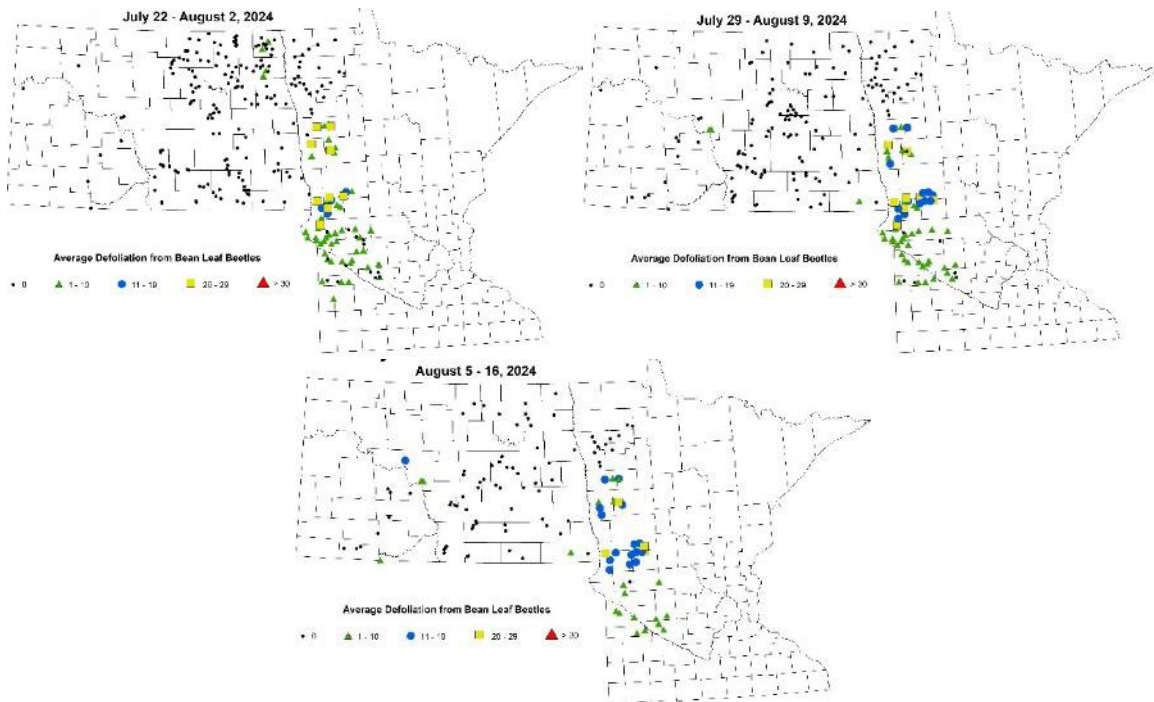 July 22 - August 2, 2024
Average Defoliation from Bean Leaf Beetles
0 1 - 10 11 - 19 20 - 29 > 30
July 29 - August 9, 2024
Average Defoliation from Bean Leaf Beetles
0 1 - 10 11 - 19 20 - 29 > 30
August 5 - 16, 2024
Average Defoliation from Bean Leaf Beetles
0 1 - 10 11 - 19 20 - 29 > 30